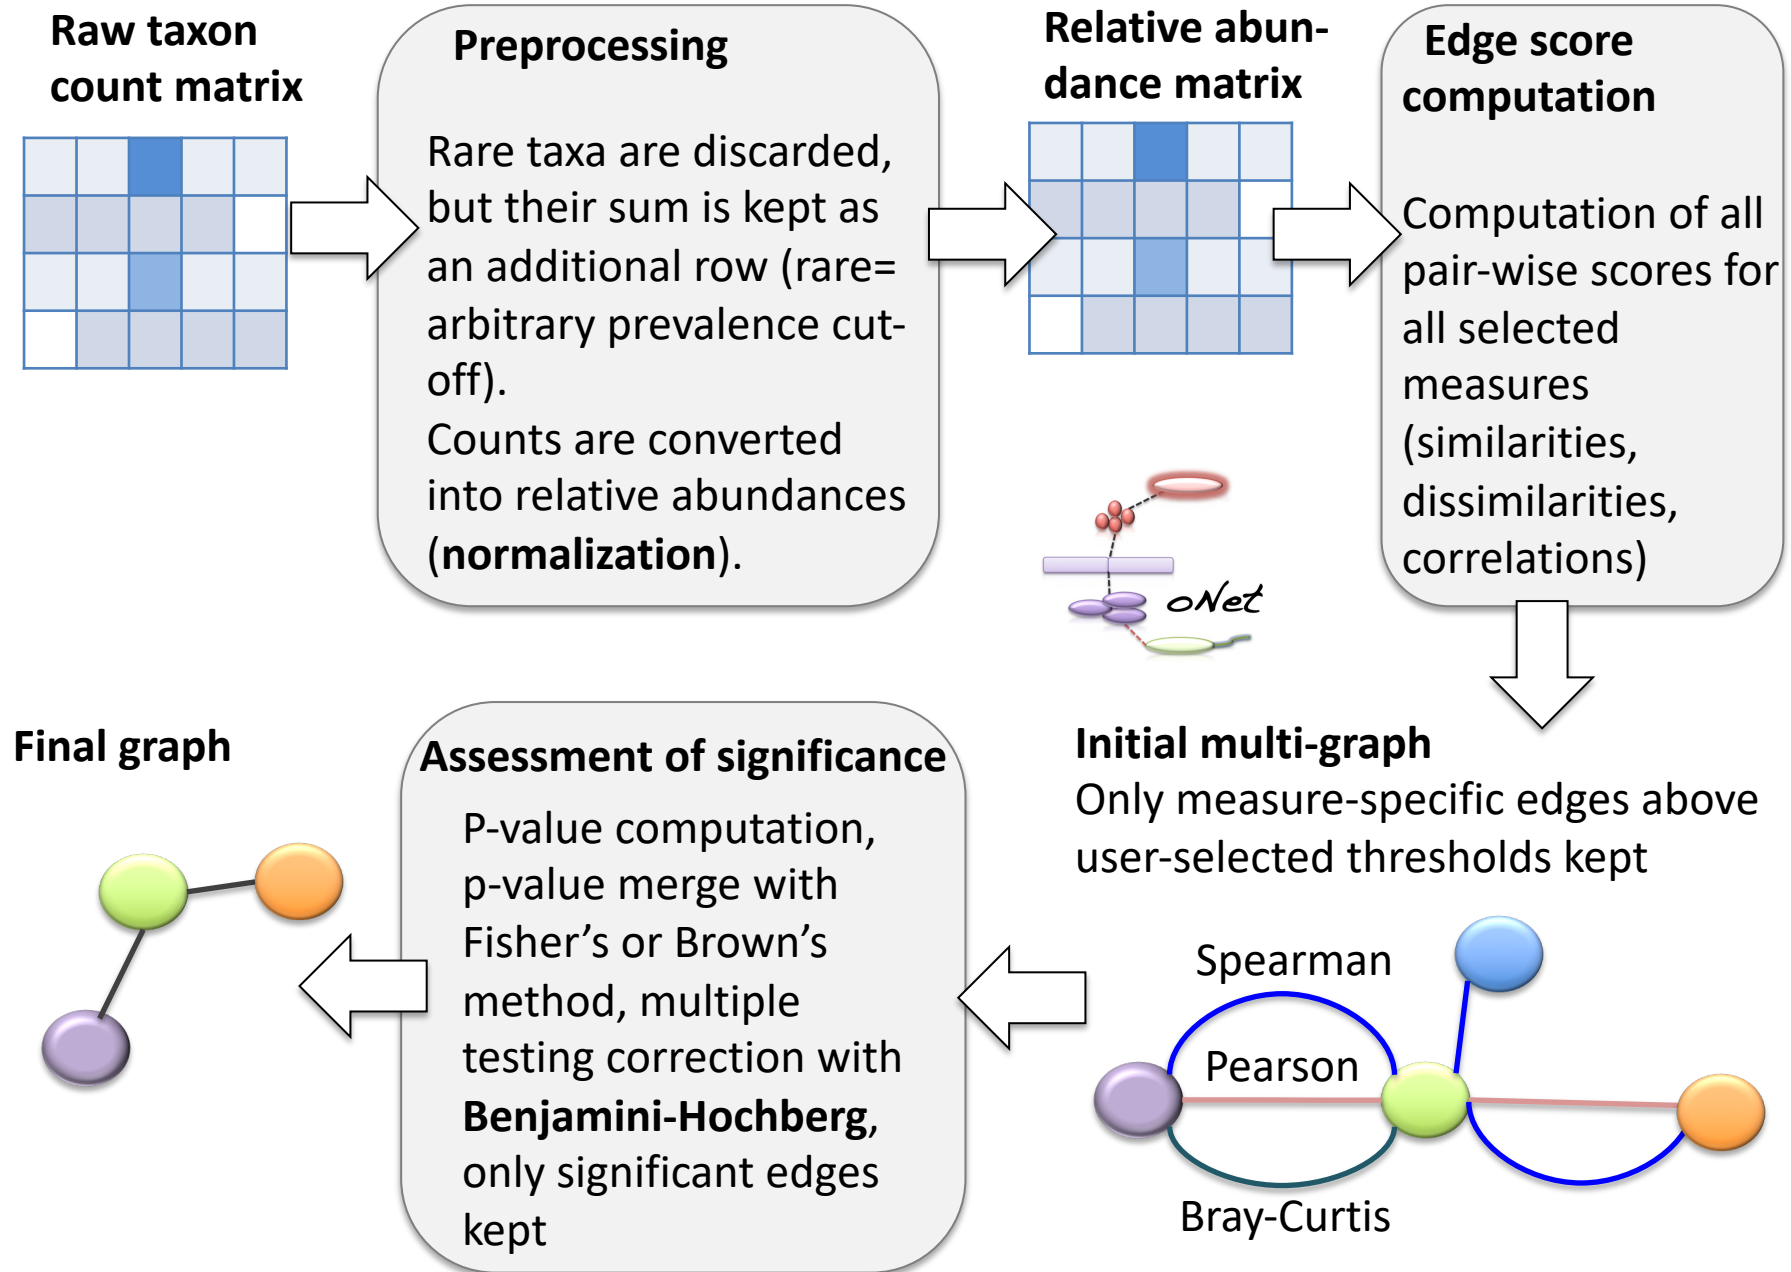 Raw taxon
count matrix
Preprocessing
Rare taxa are discarded,
but their sum is kept as
an additional row (rare=
arbitrary prevalence cut-
off).
Counts are converted
into relative abundances
(normalization).
Relative abun-
dance matrix
Edge score
computation
Computation of all
pair-wise scores for
all selected
measures
(similarities,
dissimilarities,
correlations)
oNet
Initial multi-graph
Only measure-specific edges above
user-selected thresholds kept
Spearman
Pearson
Bray-Curtis
Assessment of significance
P-value computation,
p-value merge with
Fisher’s or Brown’s
method, multiple
testing correction with
Benjamini-Hochberg,
only significant edges
kept
Final graph